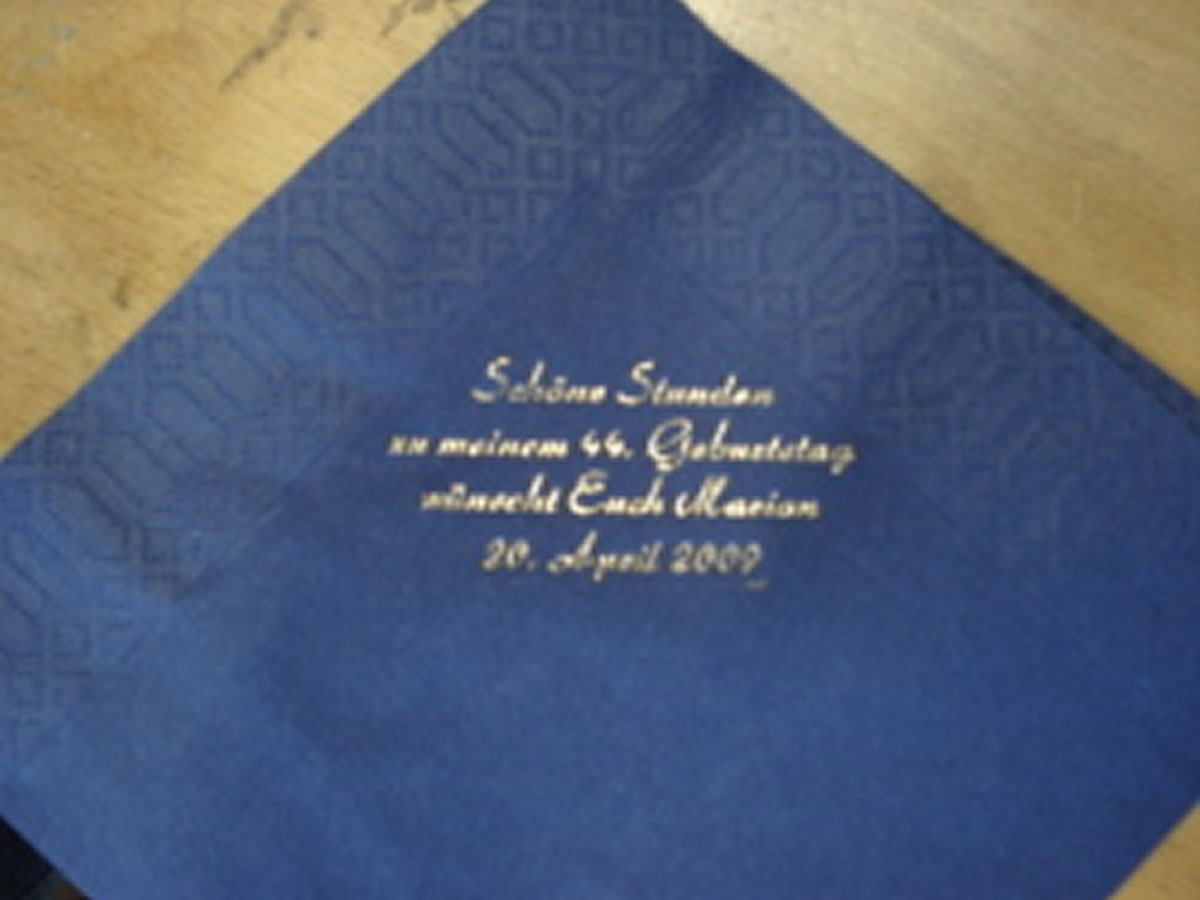 Schöne Stunden
zu meinem 44. Geburtstag
wünscht Euch Marion
20. April 2009